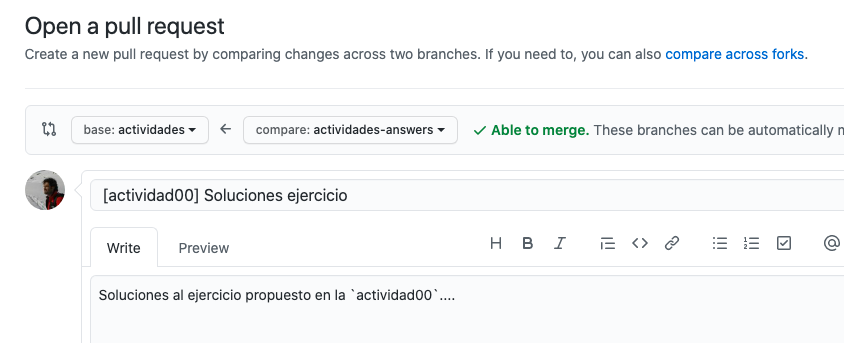 Open a pull request
Create a new pull request by comparing changes across two branches. If you need to, you can also compare across forks.
base: actividades compare: actividades-answers Able to merge. These branches can be automatically
[actividad00] Soluciones ejercicio
Write Preview H B I @
Soluciones al ejercicio propuesto en la `actividad00`....